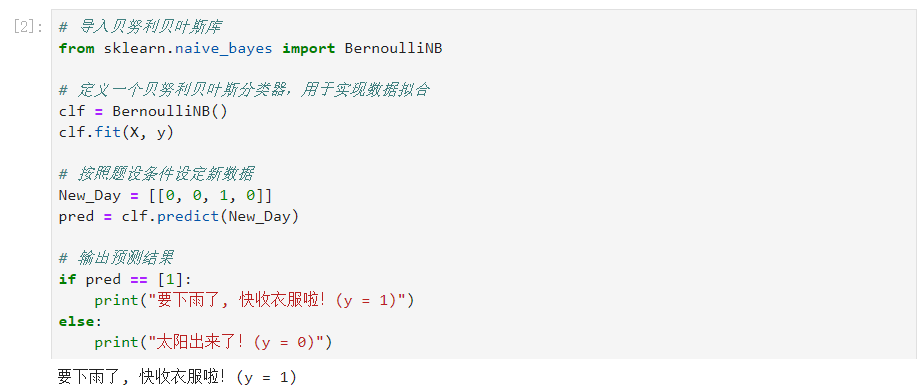 [2]:
# 导入贝努利贝叶斯库
from sklearn.naive_bayes import BernoulliNB
# 定义一个贝努利贝叶斯分类器，用于实现数据拟合
clf = BernoulliNB()
clf.fit(X, y)
# 按照题设条件设定新数据
New_Day = [[0, 0, 1, 0]]
pred = clf.predict(New_Day)
# 输出预测结果
if pred == [1]:
    print("要下雨了, 快收衣服啦! (y = 1)")
else:
    print("太阳出来了! (y = 0)")
要下雨了, 快收衣服啦! (y = 1)